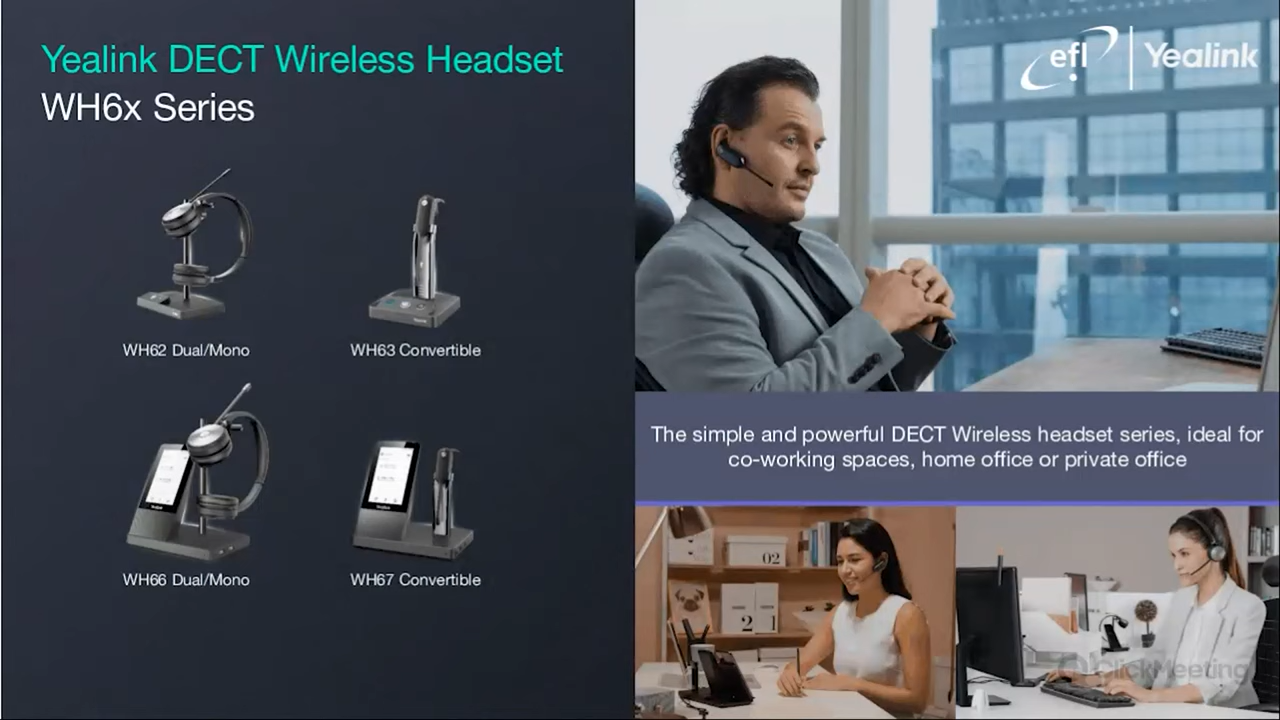 Yealink DECT Wireless Headset
WH6x Series
efl
Yealink
WH62 Dual/Mono
WH63 Convertible
WH66 Dual/Mono
WH67 Convertible
The simple and powerful DECT Wireless headset series, ideal for
co-working spaces, home office or private office
02
2 1
ClickMeeting